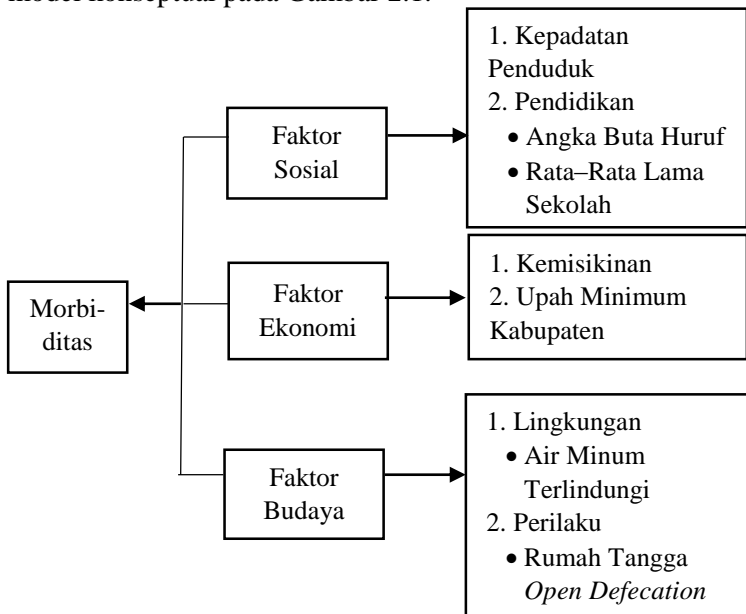 model konseptual pada Gambar 2.1.
1. Kepadatan
Penduduk
2. Pendidikan
• Angka Buta Huruf
• Rata–Rata Lama
Sekolah
Faktor
Sosial
1. Kemisikinan
2. Upah Minimum
Kabupaten
Faktor
Ekonomi
Morbi-
ditas
1. Lingkungan
• Air Minum
Terlindungi
2. Perilaku
• Rumah Tangga
Open Defecation
Faktor
Budaya